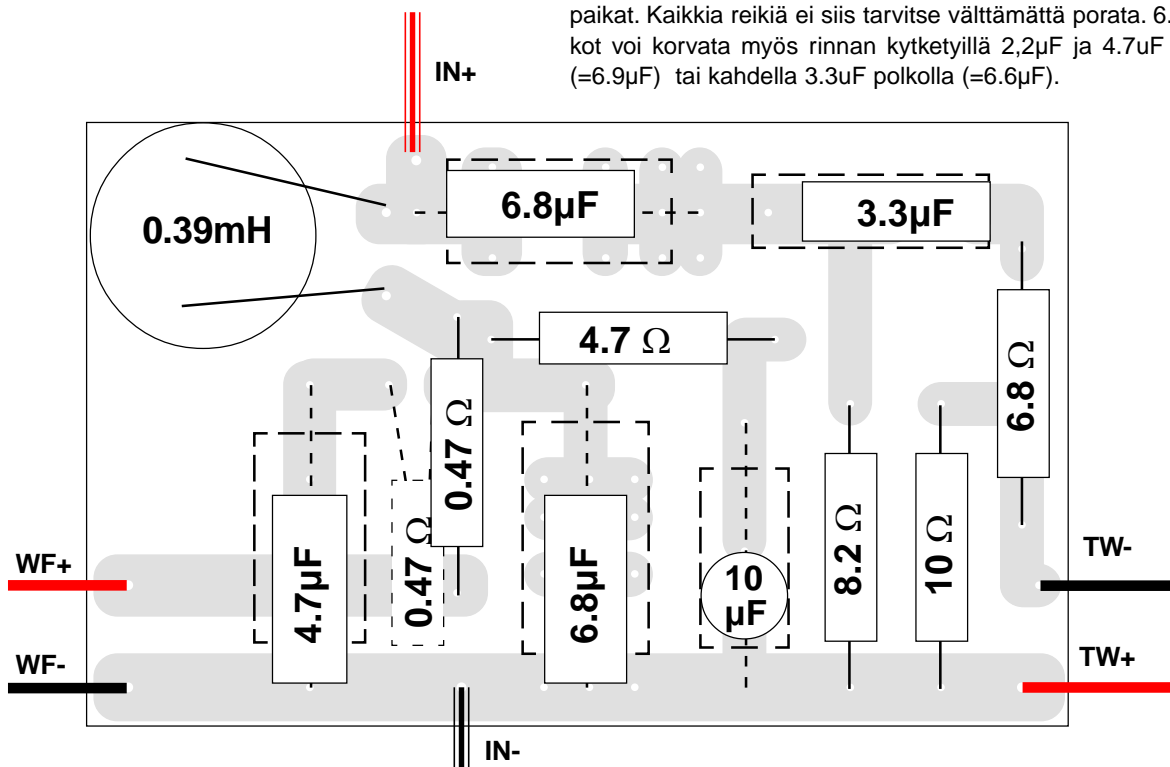 paikat. Kaikkia reikiä ei siis tarvitse välttämättä porata. 6.
kot voi korvata myös rinnan kytketyillä 2,2µF ja 4.7uF
(=6.9µF) tai kahdella 3.3uF polkolla (=6.6µF).
IN+
0.39mH
6.8µF
3.3µF
4.7 Ω
6.8 Ω
0.47 Ω
0.47 Ω
4.7µF
6.8µF
10
µF
8.2 Ω
10 Ω
WF+
WF-
TW-
TW+
IN-